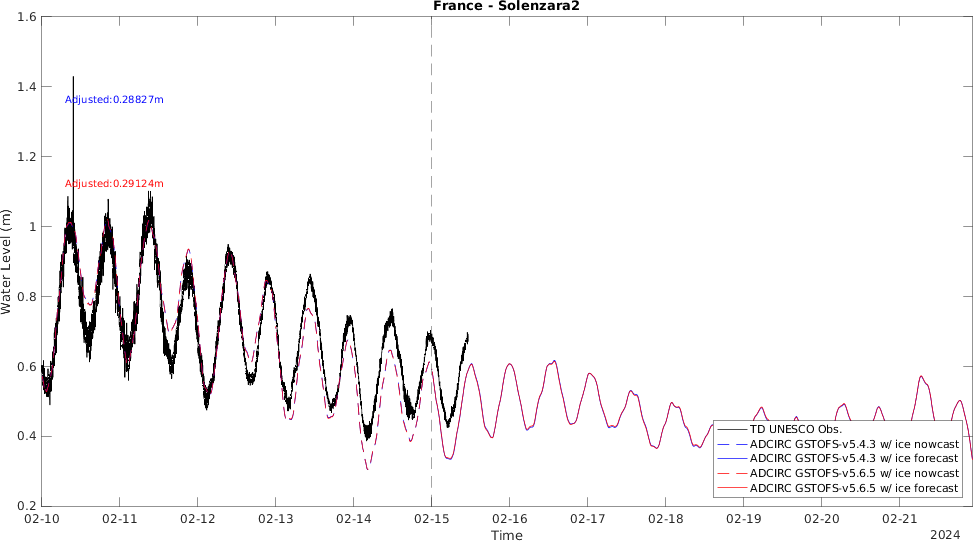 France - Solenzara2
1.6
1.4
1.2
1
0.8
0.6
0.4
0.2
Water Level (m)
Adjusted:0.28827m
Adjusted:0.29124m
TD UNESCO Obs.
ADCIRC GSTOFS-v5.4.3 w/ ice nowcast
ADCIRC GSTOFS-v5.4.3 w/ ice forecast
ADCIRC GSTOFS-v5.6.5 w/ ice nowcast
ADCIRC GSTOFS-v5.6.5 w/ ice forecast
02-10 02-11 02-12 02-13 02-14 02-15 02-16 02-17 02-18 02-19 02-20 02-21
Time
2024